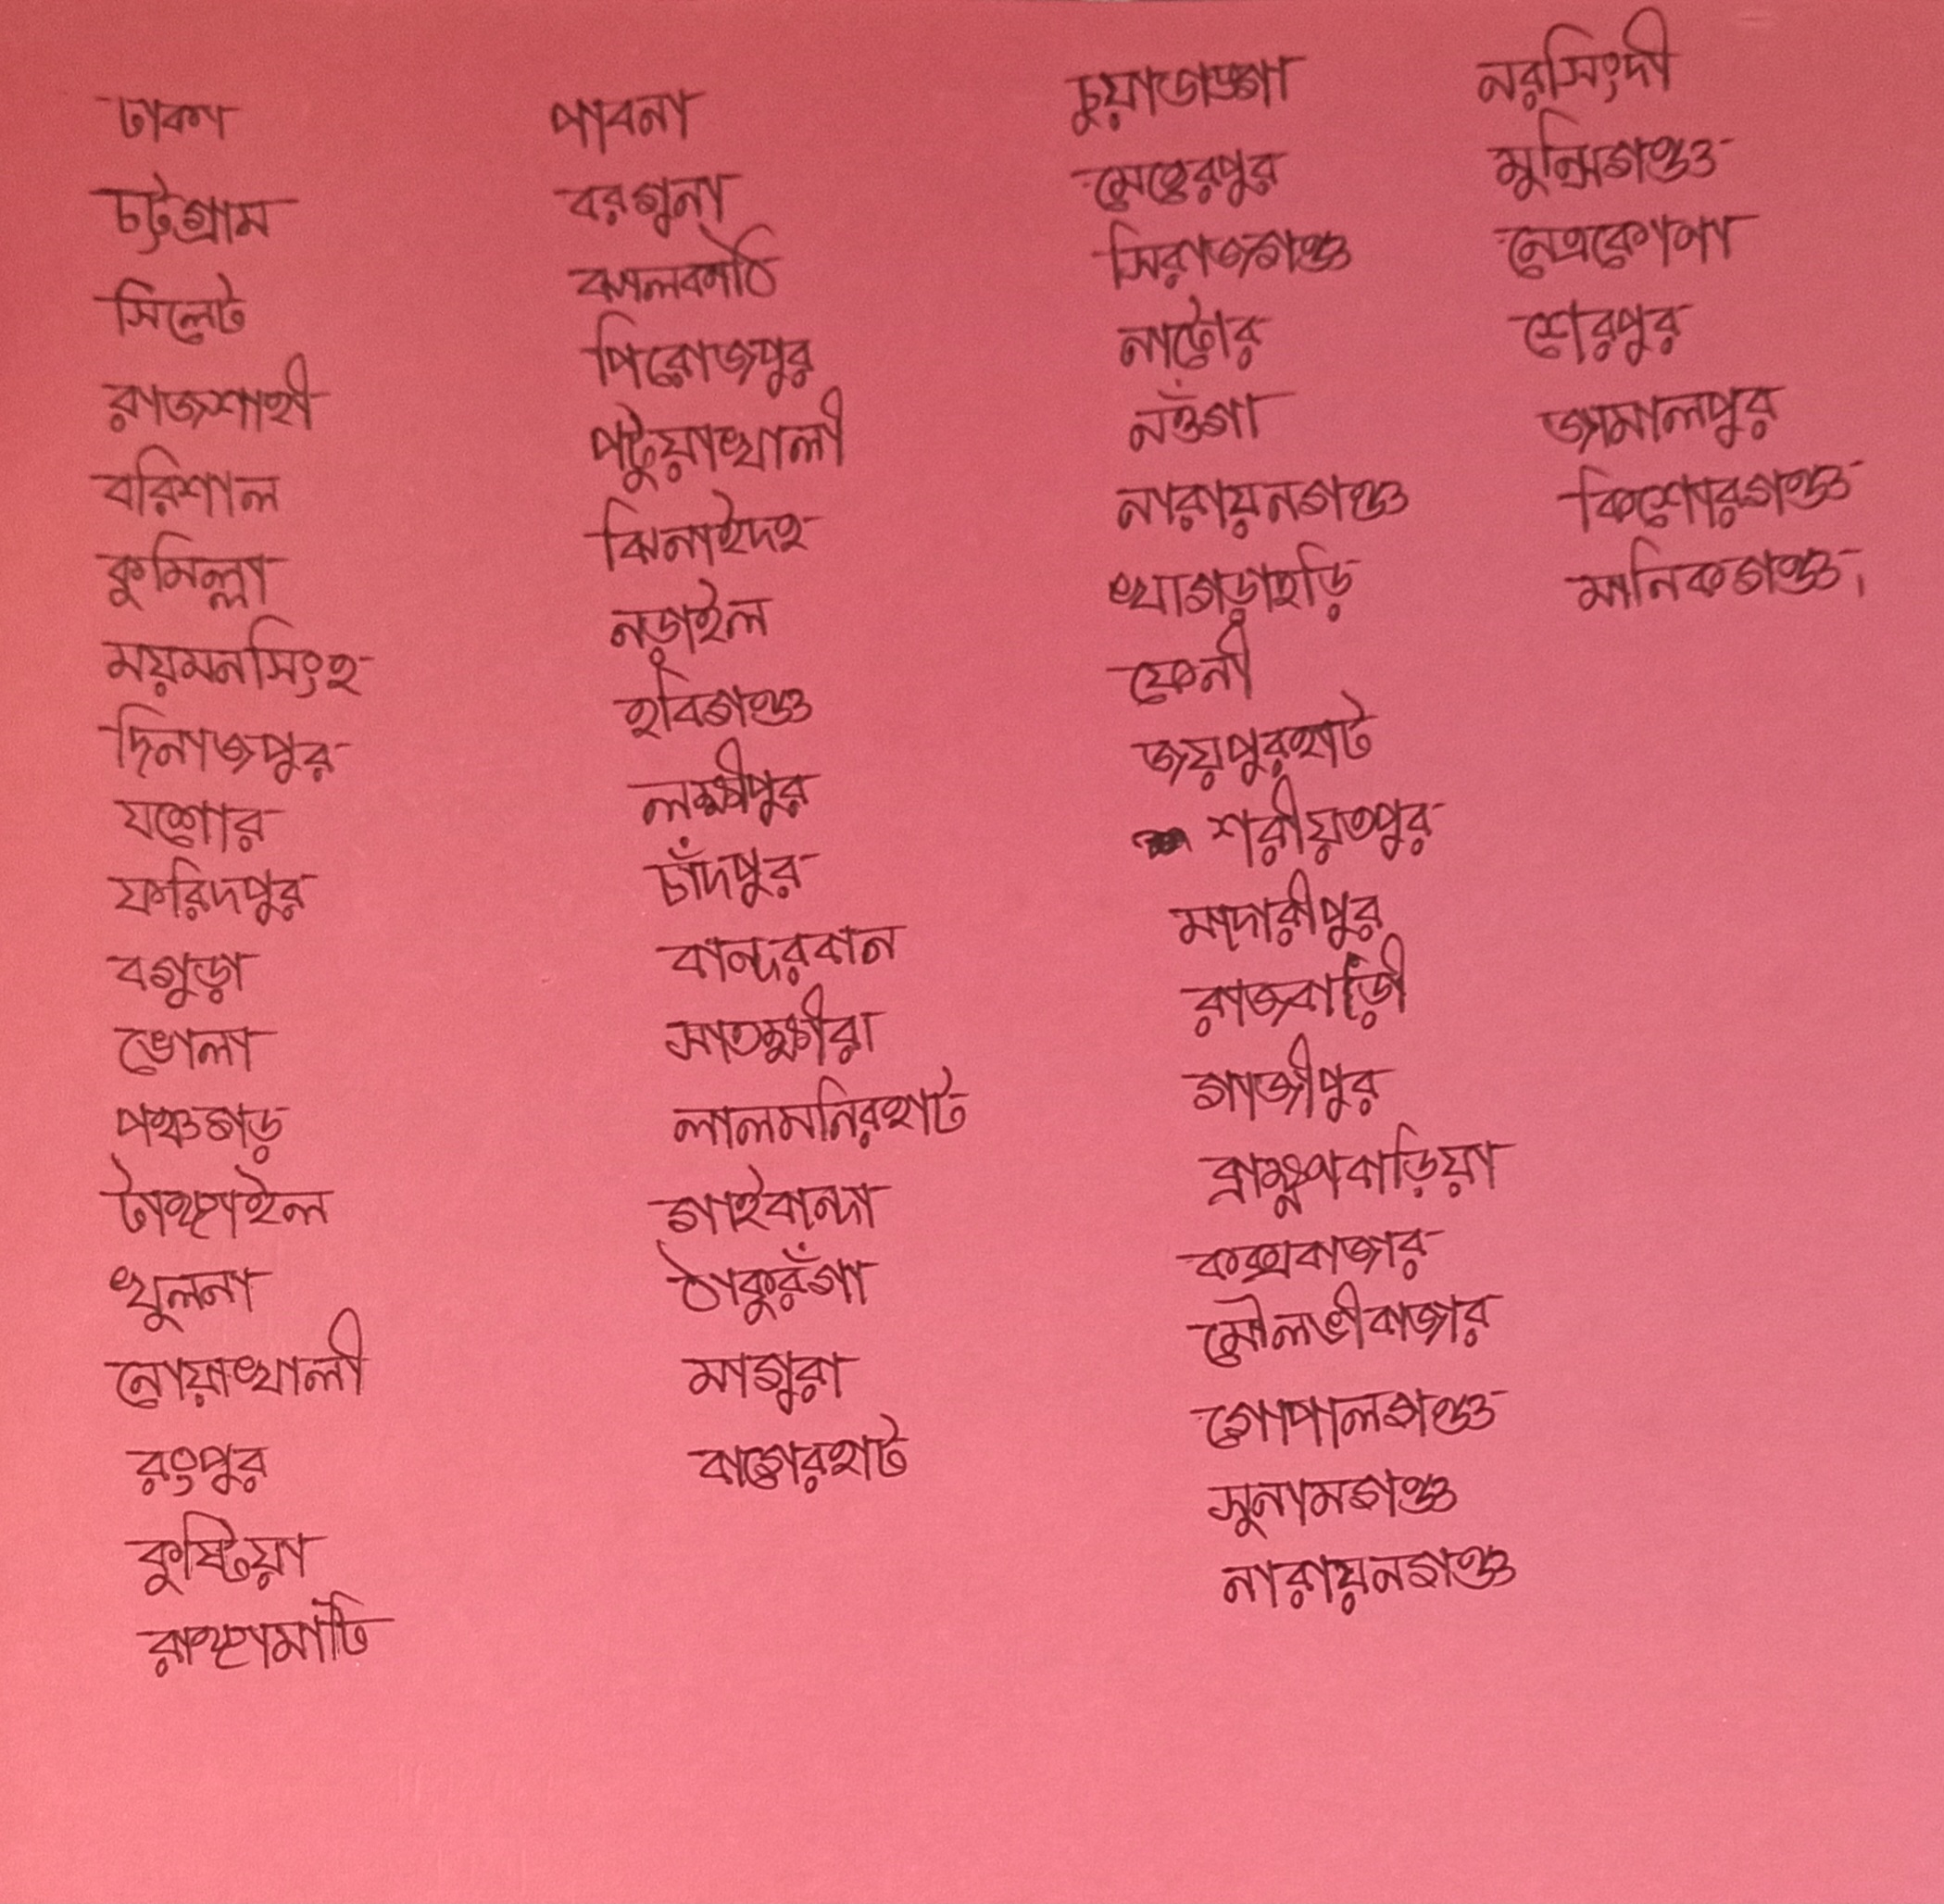 ঢাকা
চট্টগ্রাম
সিলেট
রাজশাহী
বরিশাল
কুমিল্লা
ময়মনসিংহ
দিনাজপুর
যশোর
ফরিদপুর
বগুড়া
ভোলা
পঞ্চগড়
টাঙ্গাইল
খুলনা
নোয়াখালী
রংপুর
কুষ্টিয়া
রাঙ্গামাটি
পাবনা
বরগুনা
ঝালকাঠি
পিরোজপুর
পটুয়াখালী
ঝিনাইদহ
নড়াইল
হবিগঞ্জ
লক্ষ্মীপুর
চাঁদপুর
বান্দরবান
সাতক্ষীরা
লালমনিরহাট
গাইবান্দা
ঠাকুরঁগা
মাগুরা
বাগেরহাট
চুয়াডাঙ্গা
মেহেরপুর
সিরাজগঞ্জ
নাটোর
নওঁগা
নারায়নগঞ্জ
খাগড়াছড়ি
ফেনী
জয়পুরহাট
শরীয়তপুর
মাদারীপুর
রাজবাড়ী
গাজীপুর
ব্রাহ্মণবাড়িয়া
কক্সবাজার
মৌলভীবাজার
গোপালগঞ্জ
সুনামগঞ্জ
নারায়নগঞ্জ
নরসিংদী
মুন্সিগঞ্জ
নেত্রকোণা
শেরপুর
জামালপুর
কিশোরগঞ্জ
মানিকগঞ্জ।